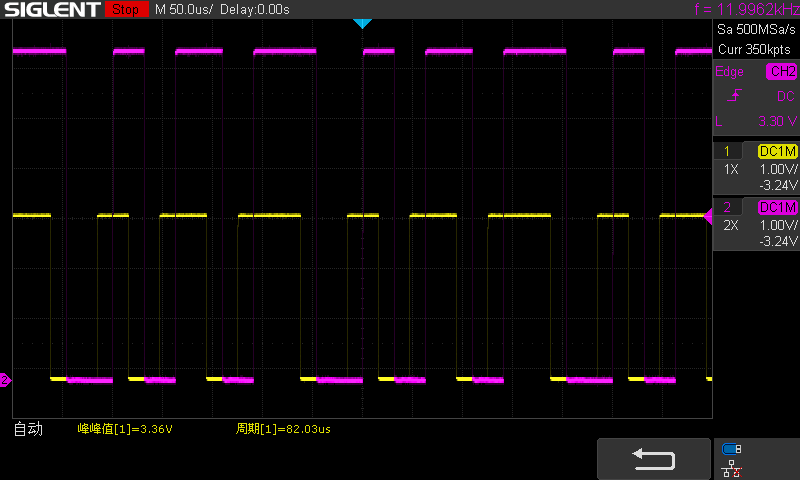 SIGLENT Stop M 50.0us/ Delay:0.00s f = 11.9962kHz
Sa 500MSa/s
Curr 350kpts
Edge CH2
DC
L 3.30 V
1 DC1M
1X 1.00V/
-3.24V
2 DC1M
2X 1.00V/
-3.24V
2
自动 峰峰值[1]=3.36V 周期[1]=82.03us